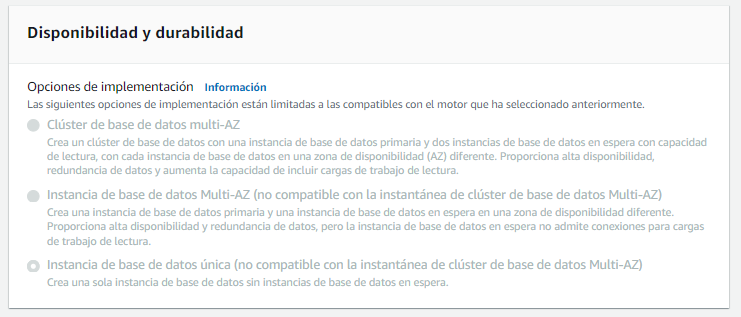 Disponibilidad y durabilidad
Opciones de implementación Información
Las siguientes opciones de implementación están limitadas a las compatibles con el motor que ha seleccionado anteriormente.
Clúster de base de datos multi-AZ
Crea un clúster de base de datos con una instancia de base de datos primaria y dos instancias de base de datos en espera con capacidad
de lectura, con cada instancia de base de datos en una zona de disponibilidad (AZ) diferente. Proporciona alta disponibilidad,
redundancia de datos y aumenta la capacidad de incluir cargas de trabajo de lectura.
Instancia de base de datos Multi-AZ (no compatible con la instantánea de clúster de base de datos Multi-AZ)
Crea una instancia de base de datos primaria y una instancia de base de datos en espera en una zona de disponibilidad diferente.
Proporciona alta disponibilidad y redundancia de datos, pero la instancia de base de datos en espera no admite conexiones para cargas
de trabajo de lectura.
Instancia de base de datos única (no compatible con la instantánea de clúster de base de datos Multi-AZ)
Crea una sola instancia de base de datos sin instancias de base de datos en espera.